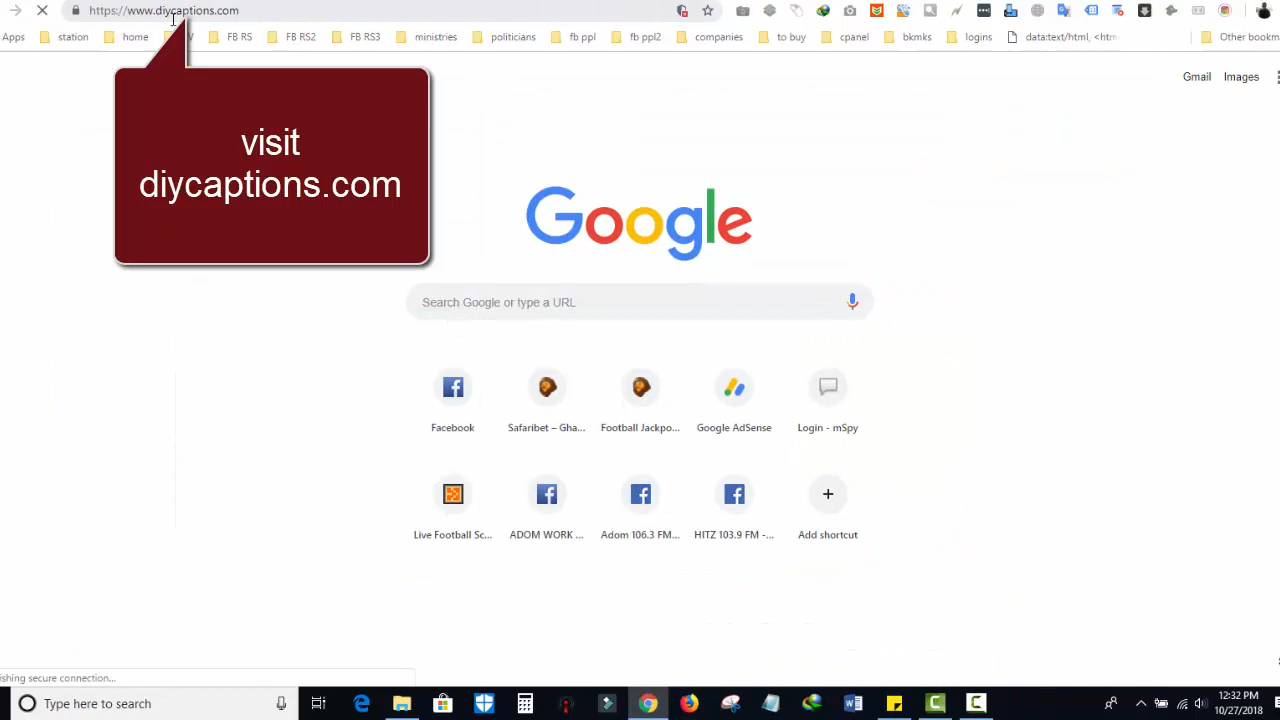 https://www.diycaptions.com
Apps station home FB RS FB RS2 FB RS3 ministries politicians fb ppl fb ppl2 companies to buy cpanel bkmks logins data:text/html, <htm Other bookm
Gmail Images
visit
diycaptions.com
Google
Search Google or type a URL
Facebook Safaribet – Gha... Football Jackpo... Google AdSense Login - mSpy
Live Football Sc... ADOM WORK ... Adom 106.3 FM... HITZ 103.9 FM -... Add shortcut
ishing secure connection...
Type here to search
12:32 PM
10/27/2018